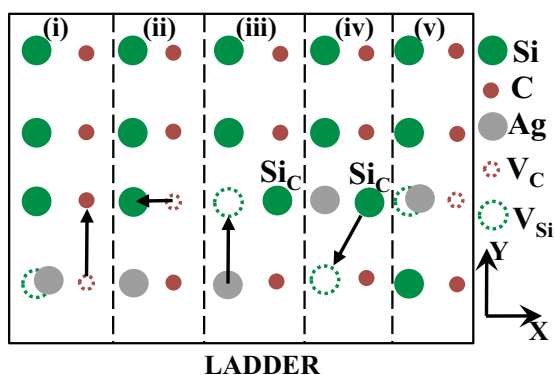 (i) (ii) (iii) (iv) (v)
Si
C
Ag
V_C
V_Si
Si_C Si_C
Y
X
LADDER